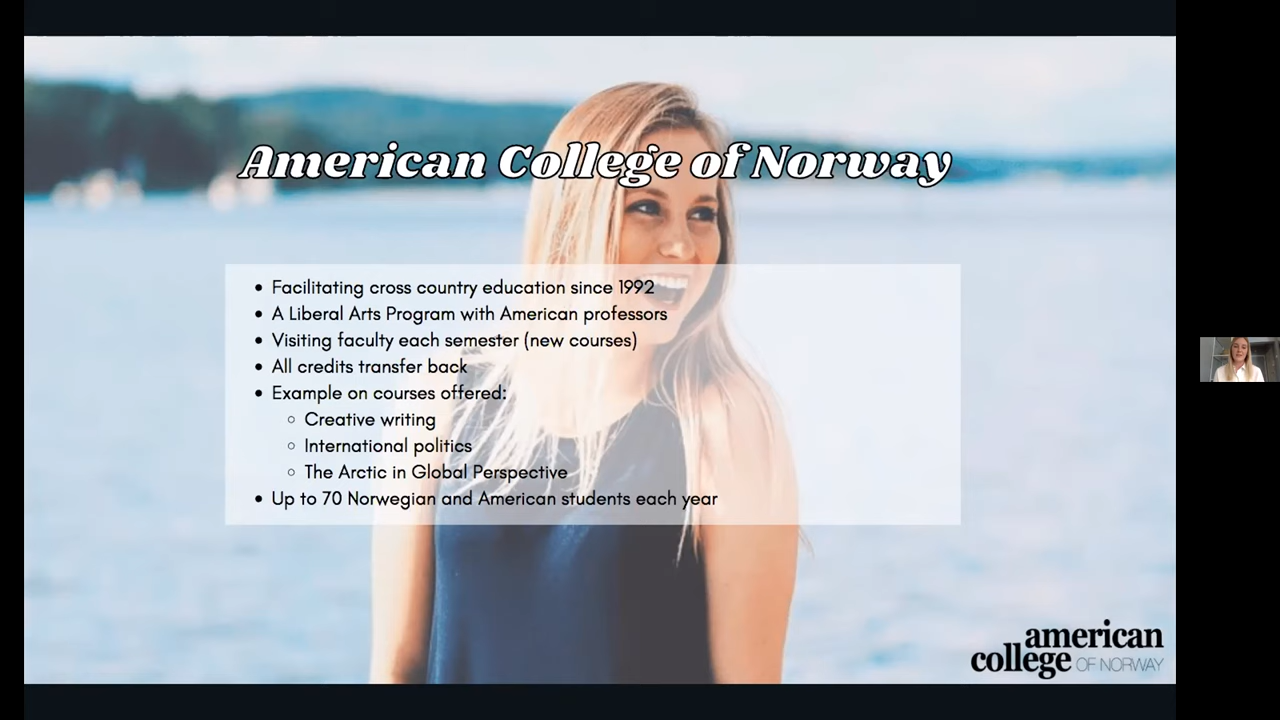 American College of Norway
• Facilitating cross country education since 1992
• A Liberal Arts Program with American professors
• Visiting faculty each semester (new courses)
• All credits transfer back
• Example on courses offered:
◦ Creative writing
◦ International politics
◦ The Arctic in Global Perspective
• Up to 70 Norwegian and American students each year
american
college OF NORWAY